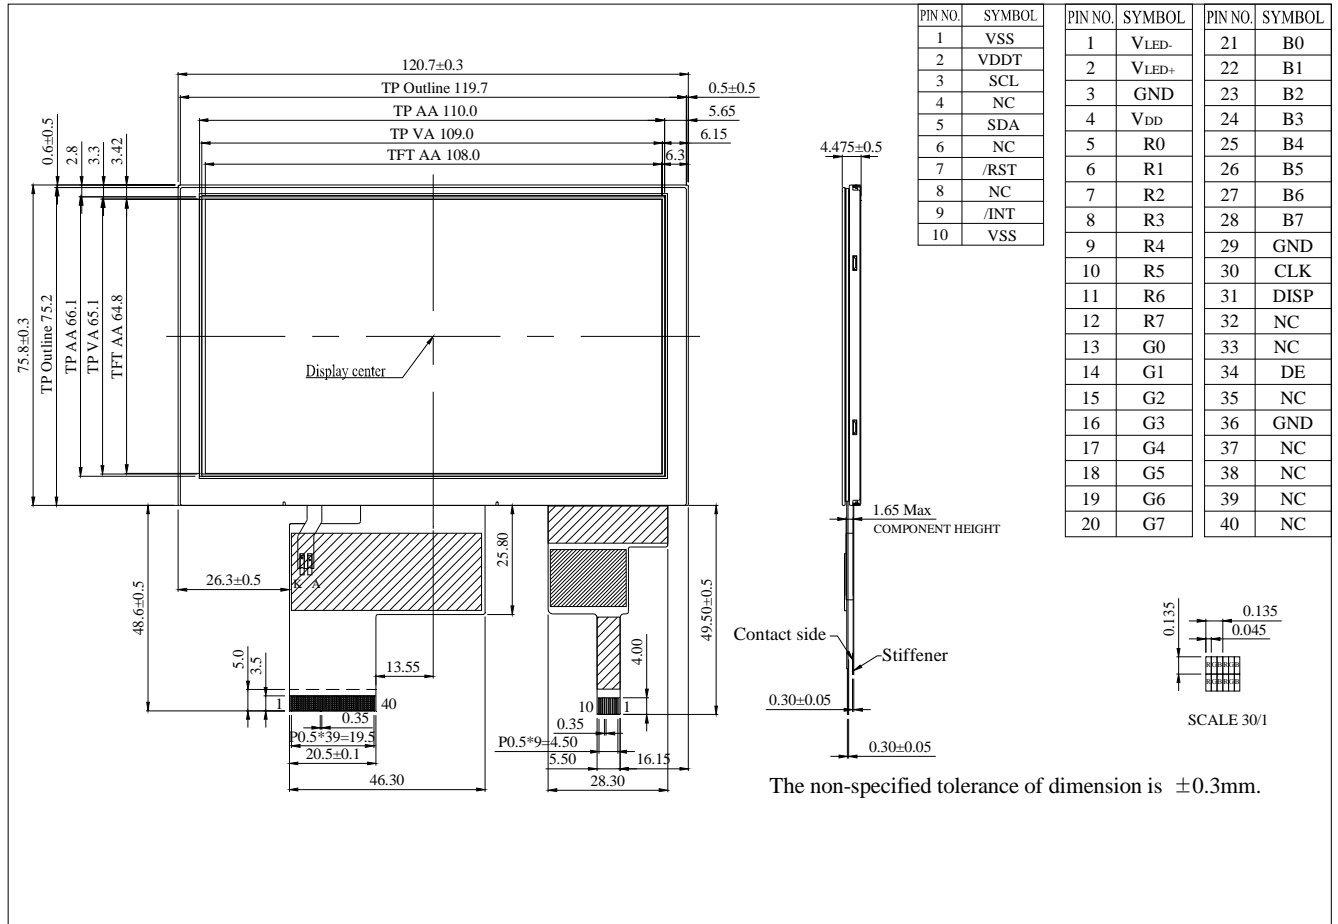 120.7±0.3
TP Outline 119.7
0.5±0.5
TP AA 110.0
5.65
TP VA 109.0
6.15
TFT AA 108.0
6.3
0.6±0.5
2.8
3.3
3.42
75.8±0.3
TP Outline 75.2
TP AA 66.1
TP VA 65.1
TFT AA 64.8
Display center
4.475±0.5
1.65 Max
COMPONENT HEIGHT
26.3±0.5
K A
48.6±0.5
25.80
49.50±0.5
5.0
3.5
13.55
4.00
1 40
10 1
0.35
P0.5*39=19.5
20.5±0.1
46.30
0.35
P0.5*9=4.50
5.50
16.15
28.30
Contact side
Stiffener
0.30±0.05
0.30±0.05
0.135
0.135
0.045
RGBRGB
RGBRGB
SCALE 30/1
The non-specified tolerance of dimension is ±0.3mm.
PIN NO. SYMBOL
1 VSS
2 VDDT
3 SCL
4 NC
5 SDA
6 NC
7 /RST
8 NC
9 /INT
10 VSS
PIN NO. SYMBOL PIN NO. SYMBOL
1 VLED- 21 B0
2 VLED+ 22 B1
3 GND 23 B2
4 VDD 24 B3
5 R0 25 B4
6 R1 26 B5
7 R2 27 B6
8 R3 28 B7
9 R4 29 GND
10 R5 30 CLK
11 R6 31 DISP
12 R7 32 NC
13 G0 33 NC
14 G1 34 DE
15 G2 35 NC
16 G3 36 GND
17 G4 37 NC
18 G5 38 NC
19 G6 39 NC
20 G7 40 NC